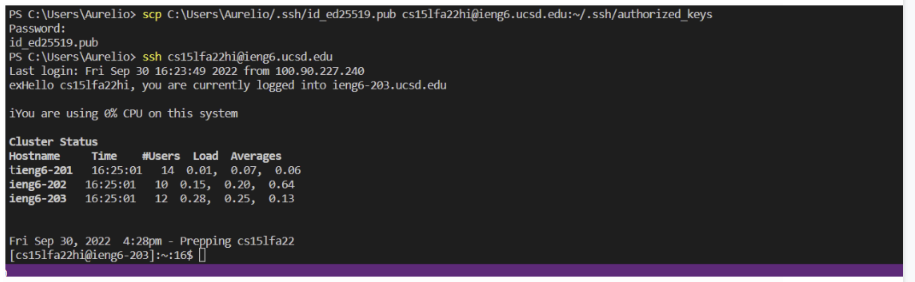 PS C:\Users\Aurelio> scp C:\Users\Aurelio/.ssh/id_ed25519.pub cs15lfa22hi@ieng6.ucsd.edu:~/.ssh/authorized_keys
Password:
id_ed25519.pub
PS C:\Users\Aurelio> ssh cs15lfa22hi@ieng6.ucsd.edu
Last login: Fri Sep 30 16:23:49 2022 from 100.90.227.240
exHello cs15lfa22hi, you are currently logged into ieng6-203.ucsd.edu
iYou are using 0% CPU on this system
Cluster Status
Hostname Time #Users Load Averages
tieng6-201 16:25:01 14 0.01, 0.07, 0.06
ieng6-202 16:25:01 10 0.15, 0.20, 0.64
ieng6-203 16:25:01 12 0.28, 0.25, 0.13
Fri Sep 30, 2022 4:28pm - Prepping cs15lfa22
[cs15lfa22hi@ieng6-203]:~:16$